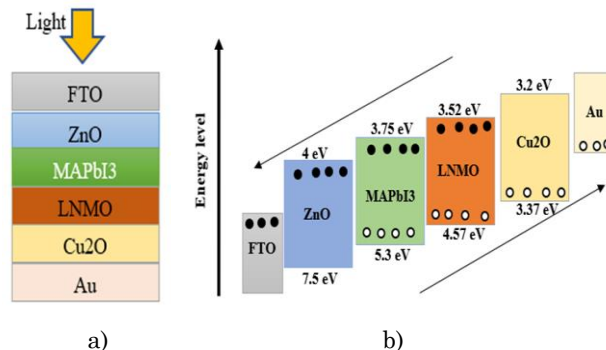 Light
FTO
ZnO
MAPbI3
LNMO
Cu2O
Au
a)
Energy level
FTO
4 eV
ZnO
7.5 eV
3.75 eV
MAPbI3
5.3 eV
3.52 eV
LNMO
4.57 eV
3.2 eV
Cu2O
3.37 eV
Au
b)